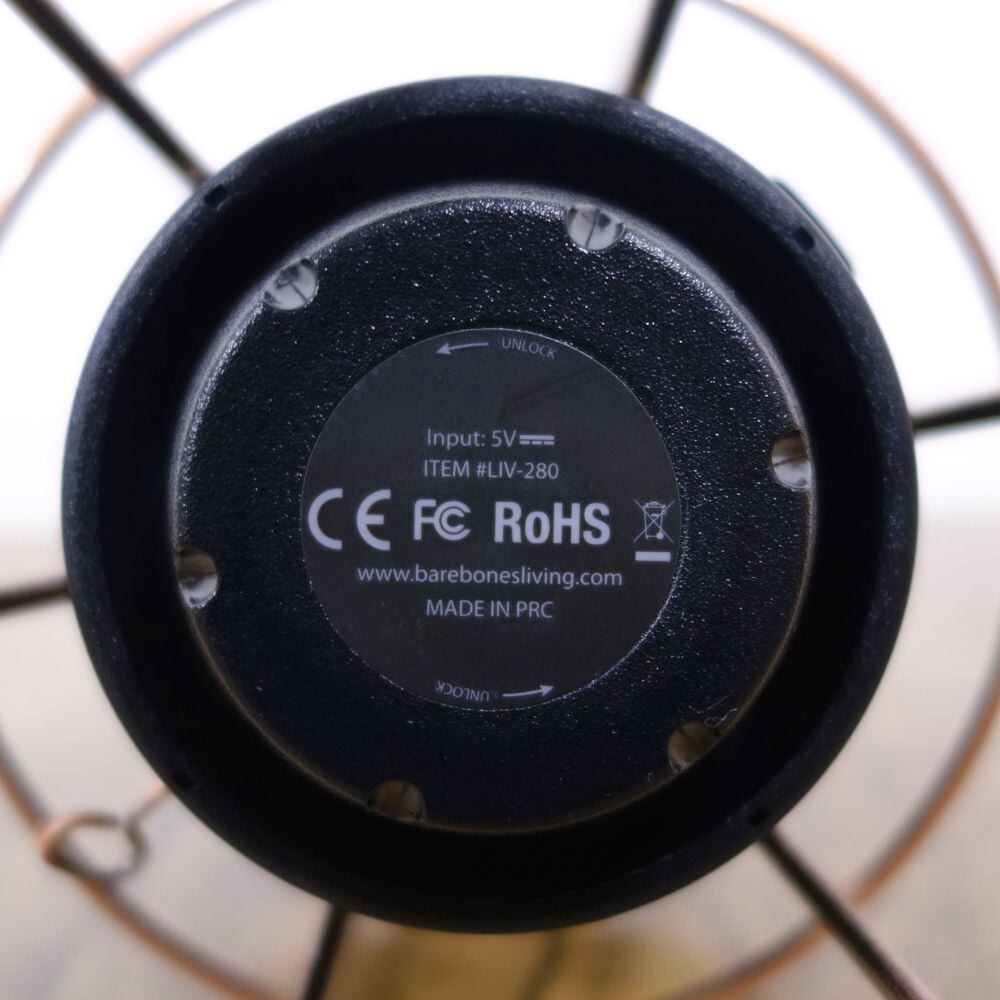 UNLOCK
Input: 5V
ITEM #LIV-280
CE FC RoHS
www.barebonesliving.com
MADE IN PRC
UNLOCK